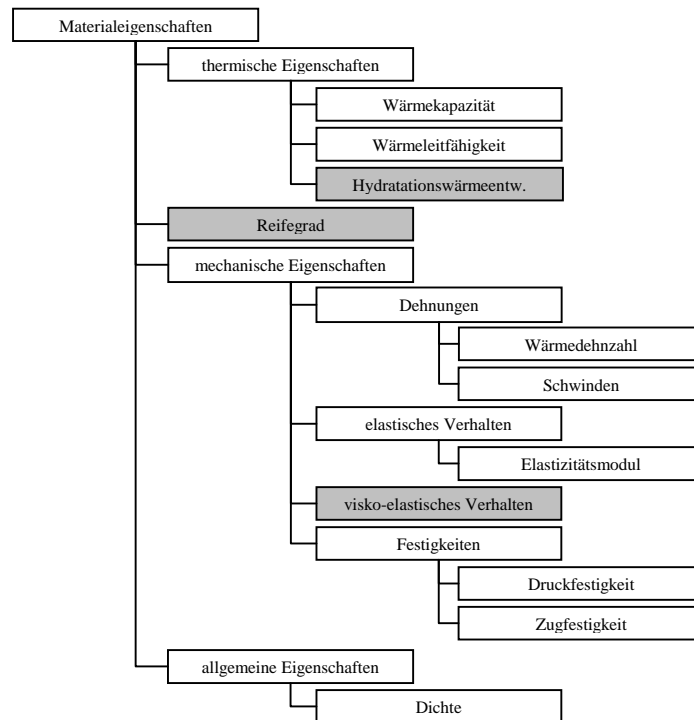 Materialeigenschaften
thermische Eigenschaften
Wärmekapazität
Wärmeleitfähigkeit
Hydratationswärmeentw.
Reifegrad
mechanische Eigenschaften
Dehnungen
Wärmedehnzahl
Schwinden
elastisches Verhalten
Elastizitätsmodul
visko-elastisches Verhalten
Festigkeiten
Druckfestigkeit
Zugfestigkeit
allgemeine Eigenschaften
Dichte